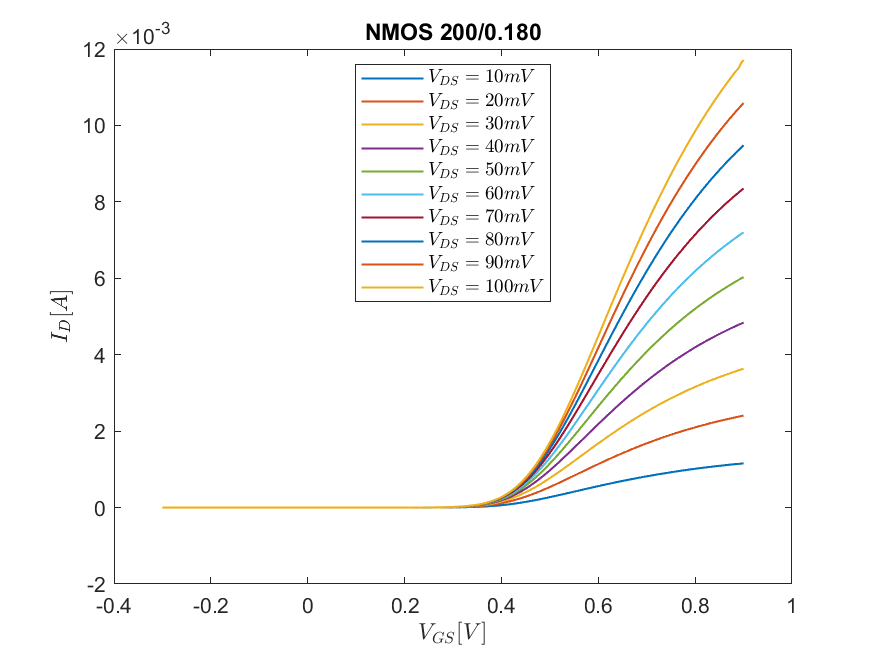 NMOS 200/0.180
×10-3
12
10
8
6
4
2
0
-2
I_D[A]
V_DS = 10mV
V_DS = 20mV
V_DS = 30mV
V_DS = 40mV
V_DS = 50mV
V_DS = 60mV
V_DS = 70mV
V_DS = 80mV
V_DS = 90mV
V_DS = 100mV
-0.4 -0.2 0 0.2 0.4 0.6 0.8 1
V_GS[V]